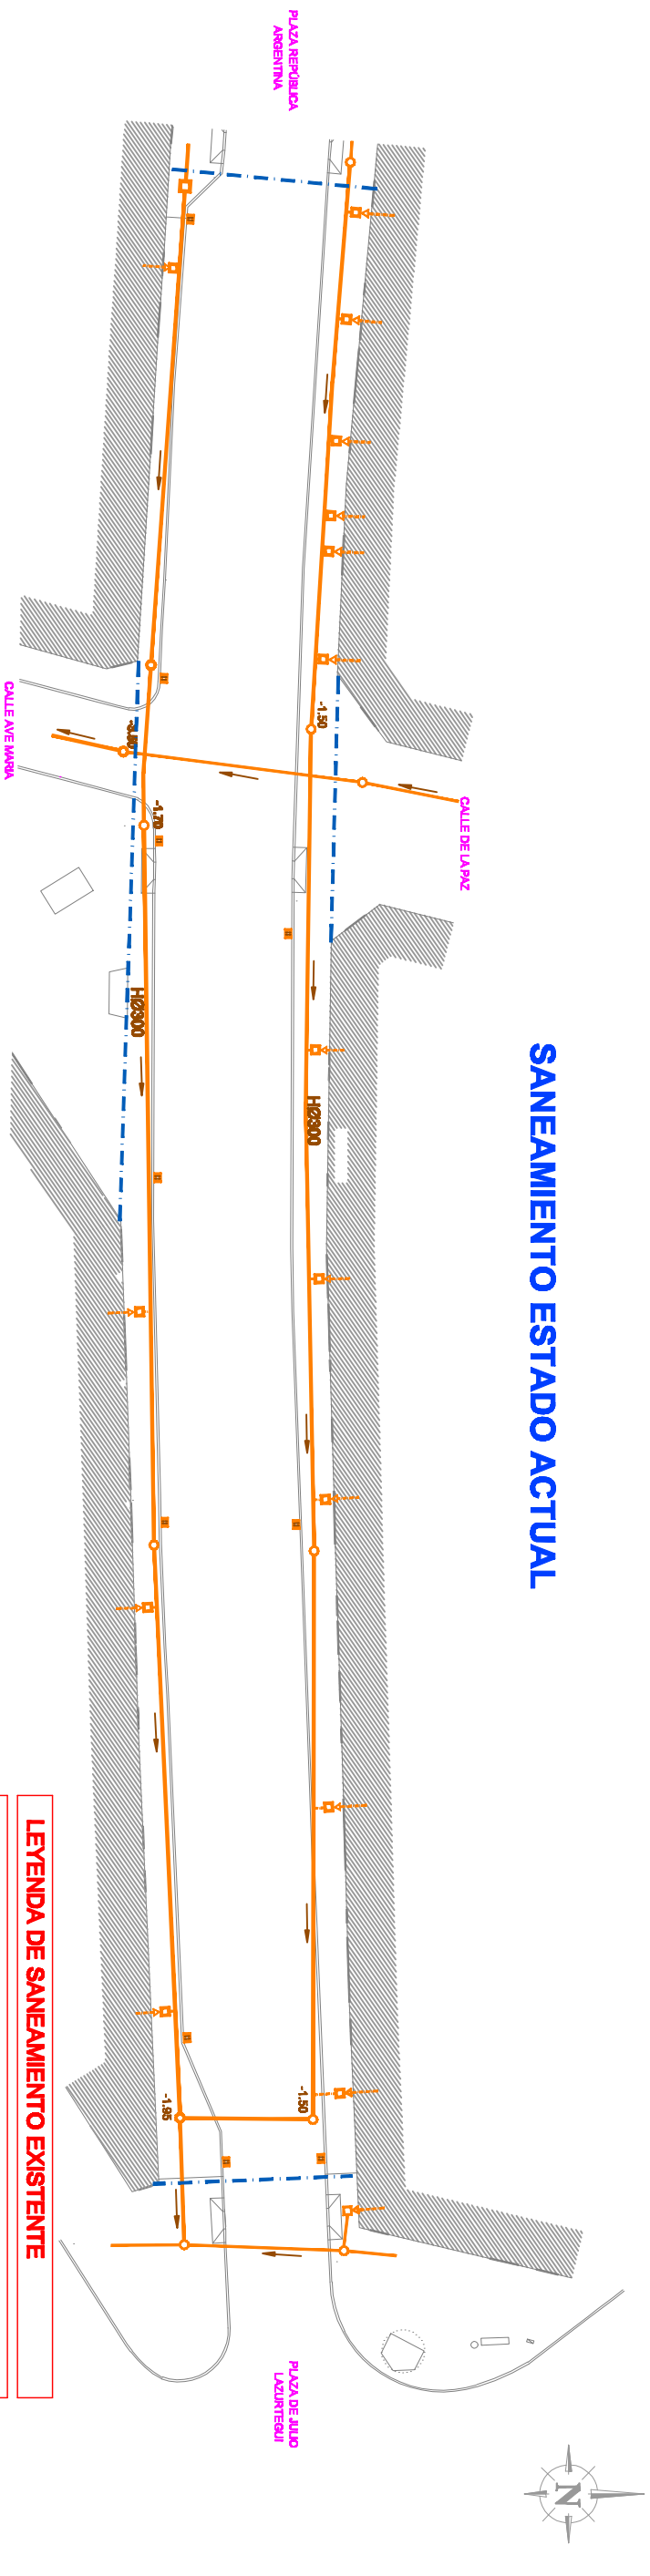 SANEAMIENTO ESTADO ACTUAL
PLAZA REPÚBLICA
ARGENTINA
CALLE DE LA PAZ
CALLE AVE MARIA
-1.50
-1.70
HØ300
HØ300
-1.50
-1.95
PLAZA DE JULIO
LAZURTEGUI
N
LEYENDA DE SANEAMIENTO EXISTENTE